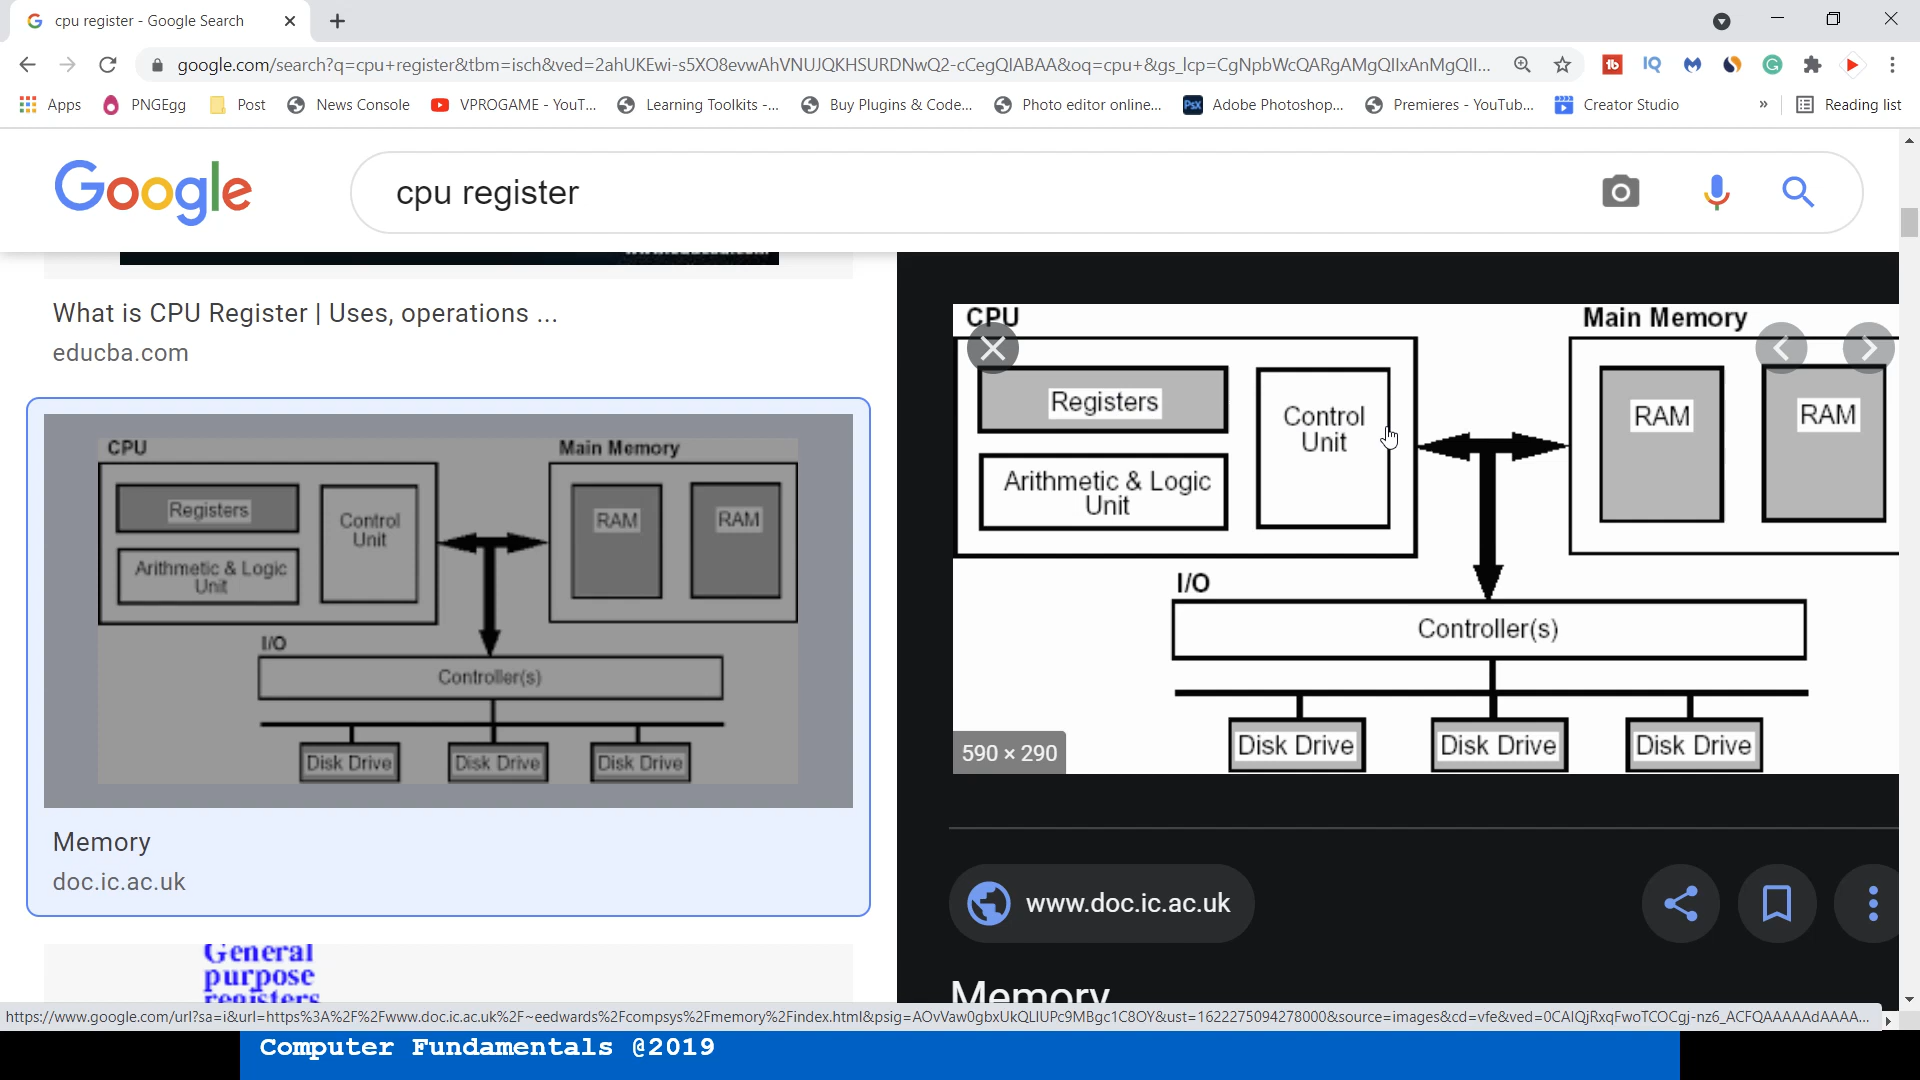 cpu register - Google Search
google.com/search?q=cpu+register&tbm=isch&ved=2ahUKEwi-s5XO8evwAhVNUJQKHSURDNwQ2-cCegQIABAA&oq=cpu+&gs_lcp=CgNpbWcQARgAMgQIIxAnMgQII...
Apps PNGEgg Post News Console VPROGAME - YouT... Learning Toolkits -... Buy Plugins & Code... Photo editor online... Adobe Photoshop... Premieres - YouTub... Creator Studio » Reading list
Google
cpu register
What is CPU Register | Uses, operations ...
educba.com
CPU Main Memory
Registers
Control
Unit
RAM RAM
Arithmetic & Logic
Unit
I/O
Controller(s)
Disk Drive Disk Drive Disk Drive
Memory
doc.ic.ac.uk
General
purpose
registers
CPU Main Memory
Registers
Control
Unit
RAM RAM
Arithmetic & Logic
Unit
I/O
Controller(s)
Disk Drive Disk Drive Disk Drive
590 × 290
www.doc.ic.ac.uk
Memory
https://www.google.com/url?sa=i&url=https%3A%2F%2Fwww.doc.ic.ac.uk%2F~eedwards%2Fcompsys%2Fmemory%2Findex.html&psig=AOvVaw0gbxUkQLIUPc9MBgc1C8OY&ust=1622275094278000&source=images&cd=vfe&ved=0CAIQjRxqFwoTCOCgj-nz6_ACFQAAAAAdAAAA...
Computer Fundamentals @2019